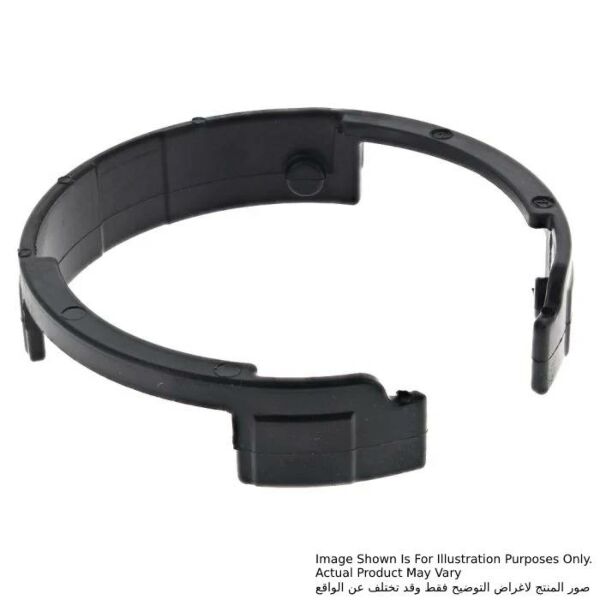 Image Shown Is For Illustration Purposes Only.
Actual Product May Vary
صور المنتج لاغراض التوضيح فقط وقد تختلف عن الواقع